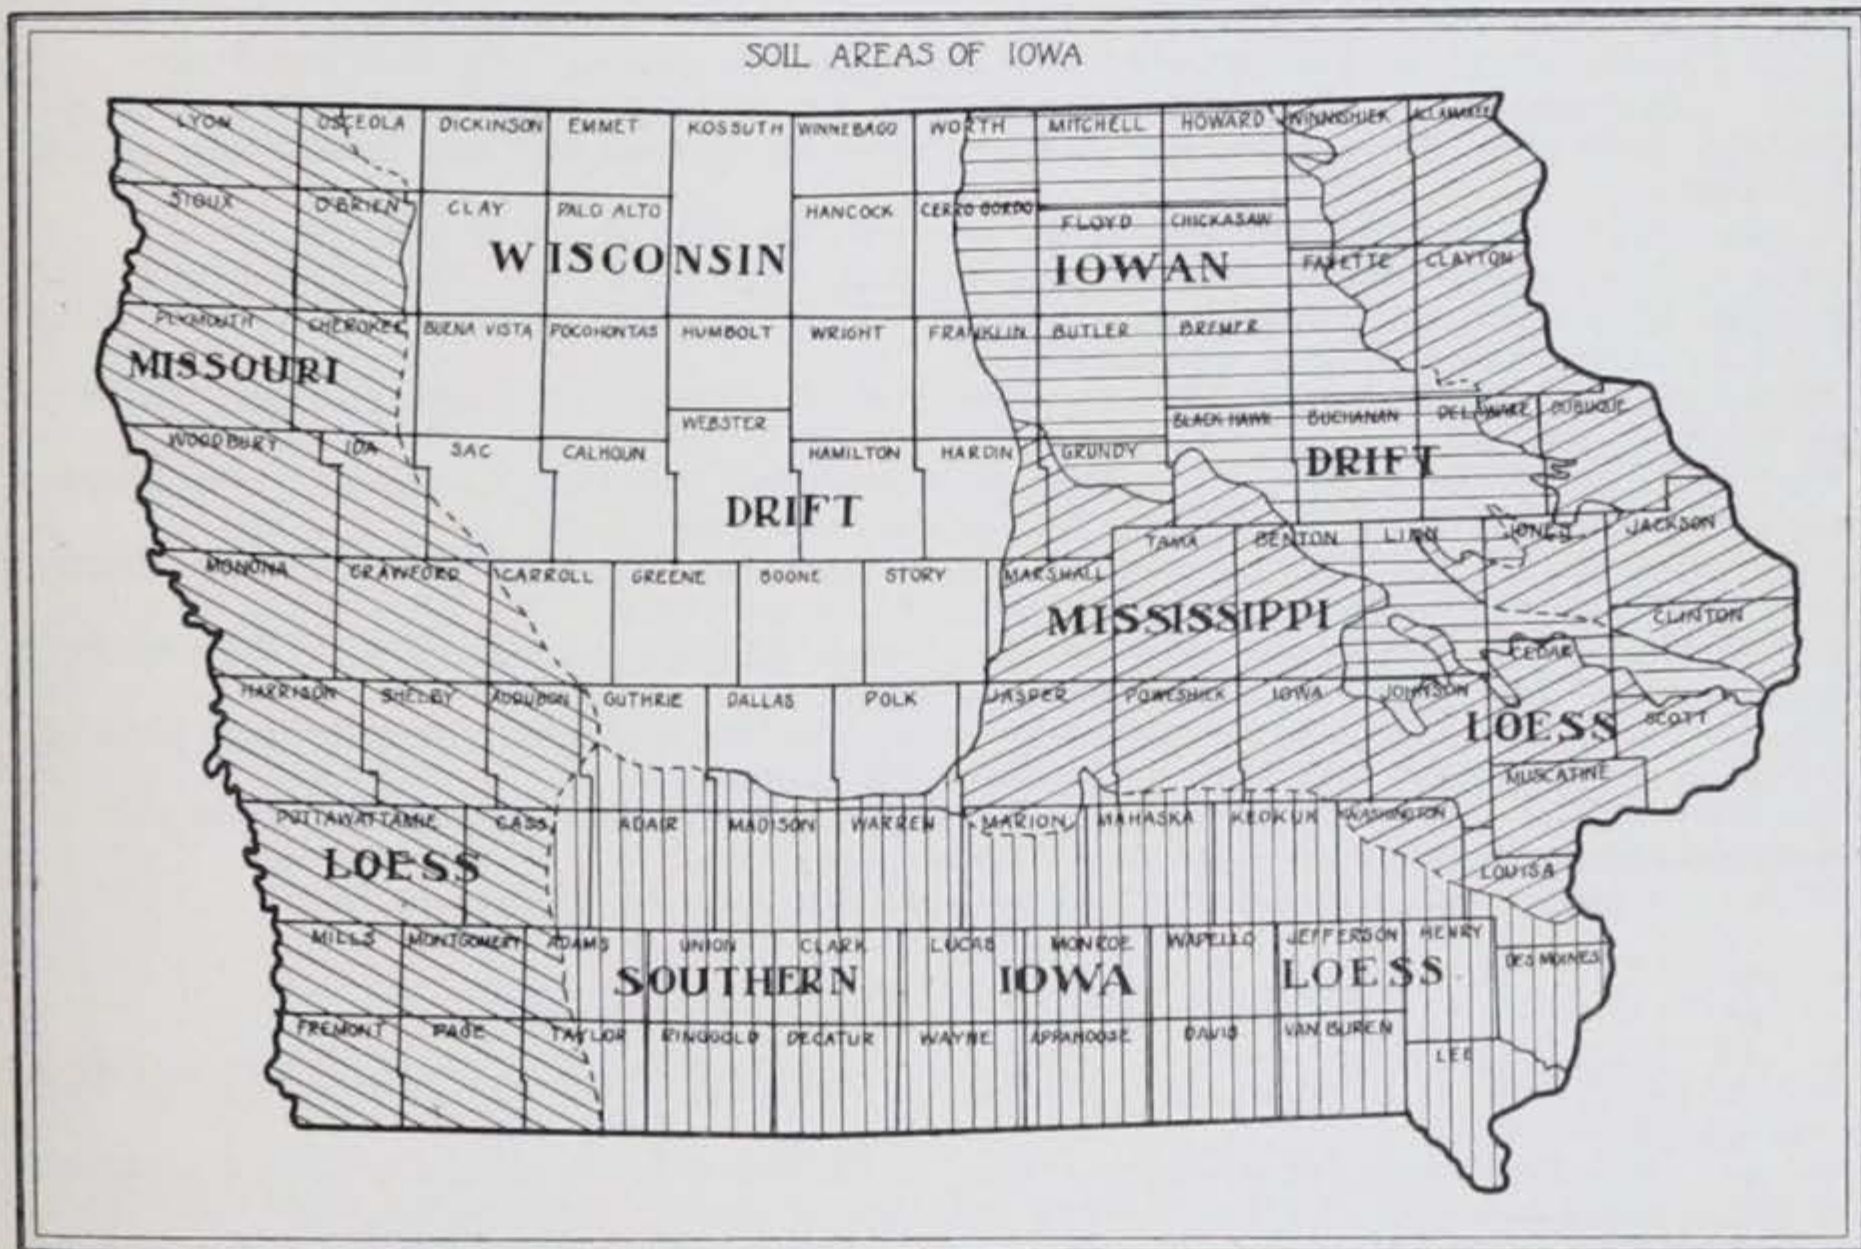 SOIL AREAS OF IOWA
LYON OSCEOLA DICKINSON EMMET KOSSUTH WINNEBAGO WORTH MITCHELL HOWARD WINNISHIEK ALLAMAKEE
SIOUX O'BRIEN CLAY PALO ALTO HANCOCK CERRO GORDO FLOYD CHICKASAW
WISCONSIN IOWAN FAYETTE CLAYTON
PLYMOUTH CHEROKEE BUENA VISTA POCOHONTAS HUMBOLT WRIGHT FRANKLIN BUTLER BREMER
MISSOURI
WEBSTER BLACK HAWK BUCHANAN DELAWARE DUBUQUE
WOODBURY IDA SAC CALHOUN HAMILTON HARDIN GRUNDY
DRIFT
DRIFT
TAMA BENTON LINN JONES JACKSON
MONONA CRAWFORD CARROLL GREENE BOONE STORY MARSHALL
MISSISSIPPI CLINTON
CEDAR
HARRISON SHELBY AUDUBON GUTHRIE DALLAS POLK JASPER POWESHIEK IOWA JOHNSON
LOESS SCOTT
MUSCATINE
POTTAWATTAMIE CASS ADAIR MADISON WARREN MARION MAHASKA KEOKUK WASHINGTON
LOESS LOUISA
MILLS MONTGOMERY ADAMS UNION CLARK LUCAS MONROE WAPELLO JEFFERSON HENRY DES MOINES
SOUTHERN IOWA LOESS
FREMONT PAGE TAYLOR RINGGOLD DECATUR WAYNE APPANOOSE DAVIS VAN BUREN
LEE